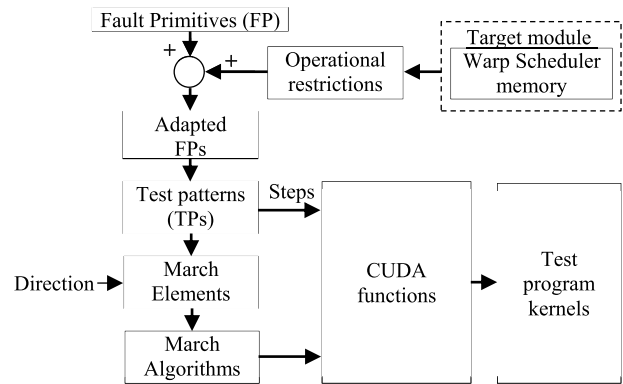 Fault Primitives (FP)
+
+
Operational
restrictions
Target module
Warp Scheduler
memory
Adapted
FPs
Test patterns
(TPs)
Steps
Direction
March
Elements
March
Algorithms
CUDA
functions
Test
program
kernels